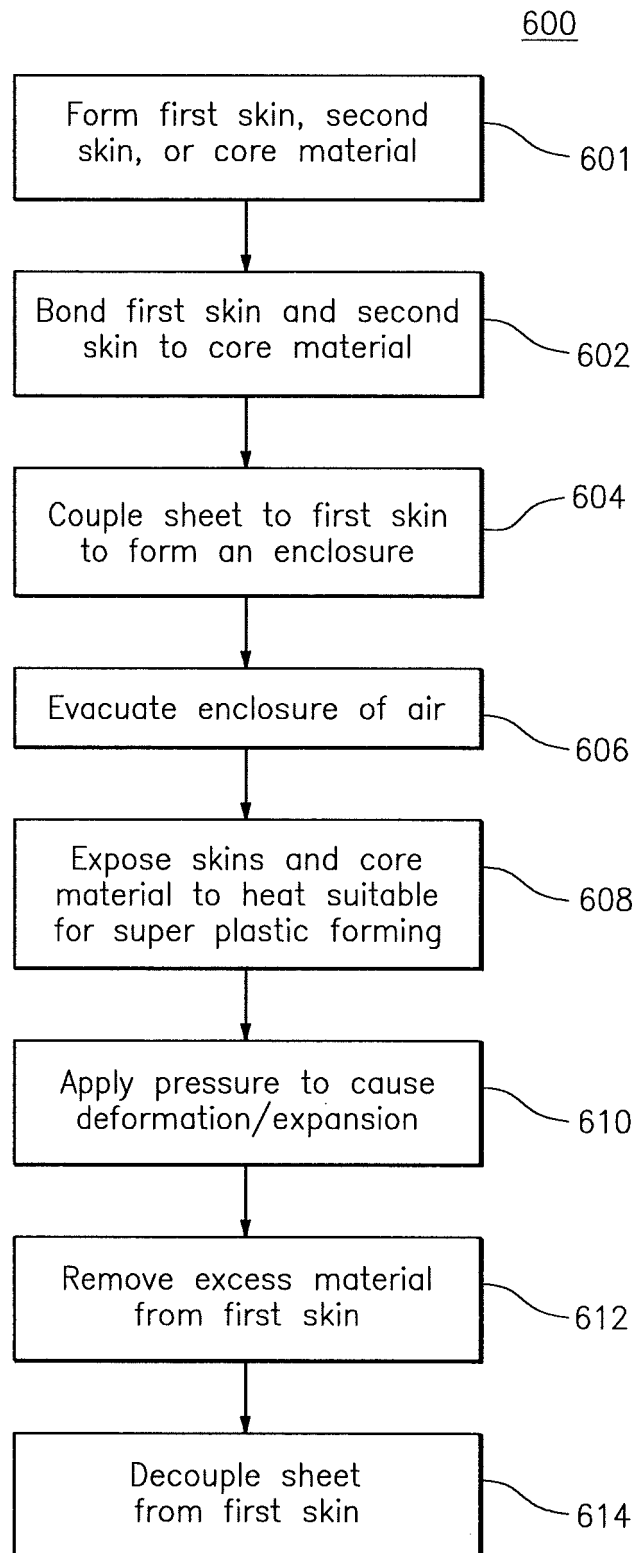 600
Form first skin, second
skin, or core material
601
Bond first skin and second
skin to core material
602
Couple sheet to first skin
to form an enclosure
604
Evacuate enclosure of air
606
Expose skins and core
material to heat suitable
for super plastic forming
608
Apply pressure to cause
deformation/expansion
610
Remove excess material
from first skin
612
Decouple sheet
from first skin
614